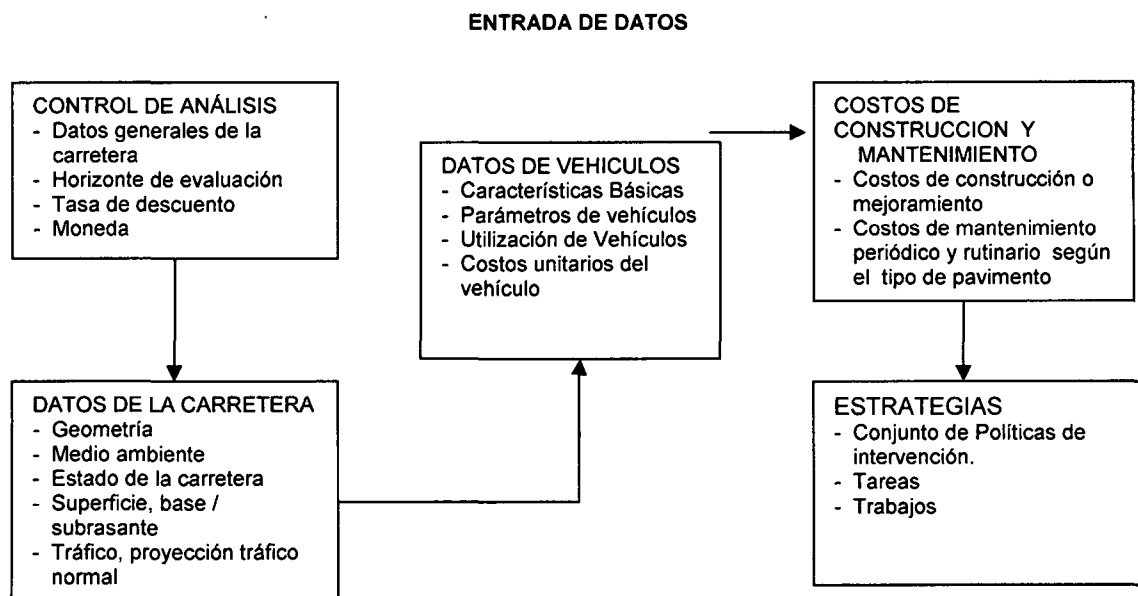 ENTRADA DE DATOS
CONTROL DE ANÁLISIS
- Datos generales de la
carretera
- Horizonte de evaluación
- Tasa de descuento
- Moneda
DATOS DE LA CARRETERA
- Geometría
- Medio ambiente
- Estado de la carretera
- Superficie, base /
subrasante
- Tráfico, proyección tráfico
normal
DATOS DE VEHICULOS
- Características Básicas
- Parámetros de vehículos
- Utilización de Vehículos
- Costos unitarios del
vehículo
COSTOS DE
CONSTRUCCION Y
MANTENIMIENTO
- Costos de construcción o
mejoramiento
- Costos de mantenimiento
periódico y rutinario según
el tipo de pavimento
ESTRATEGIAS
- Conjunto de Políticas de
intervención.
- Tareas
- Trabajos